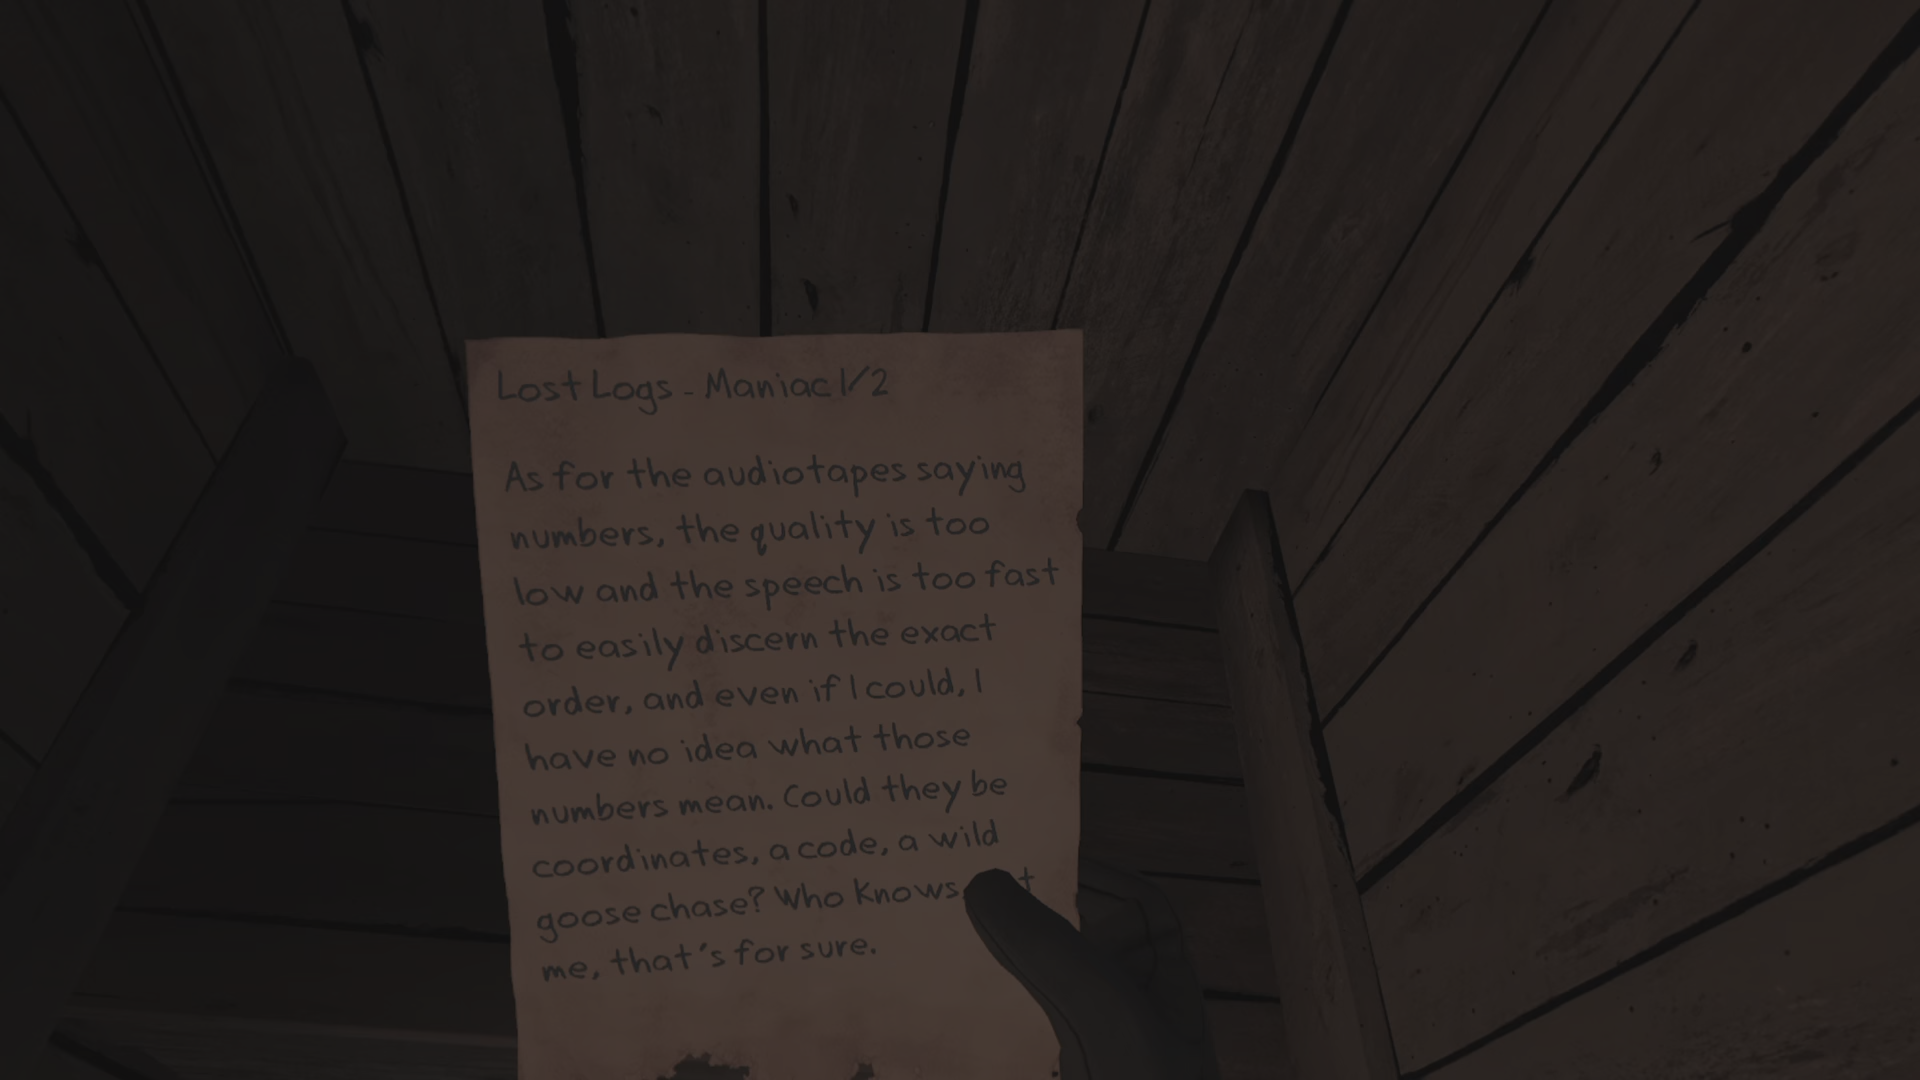 Lost Logs - Maniac 1/2
As for the audiotapes saying
numbers, the quality is too
low and the speech is too fast
to easily discern the exact
order, and even if I could, I
have no idea what those
numbers mean. Could they be
coordinates, a code, a wild
goose chase? Who knows,
me, that's for sure.